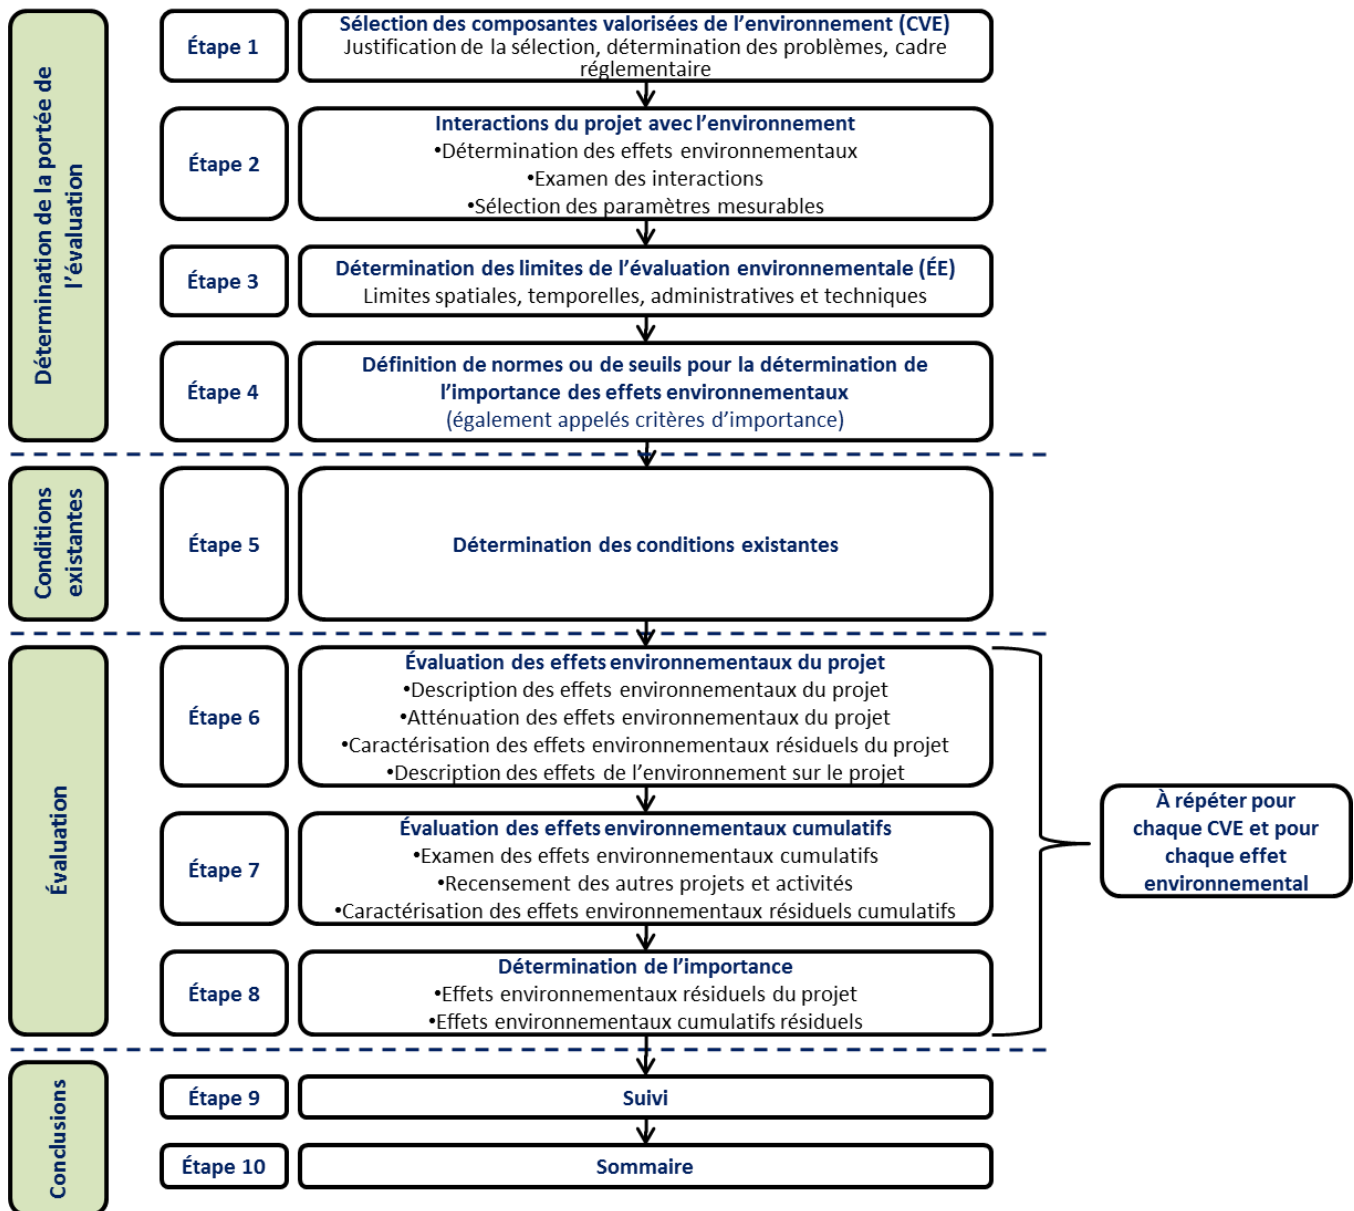 Détermination de la portée de
l'évaluation
Étape 1
Sélection des composantes valorisées de l'environnement (CVE)
Justification de la sélection, détermination des problèmes, cadre
réglementaire
Étape 2
Interactions du projet avec l'environnement
•Détermination des effets environnementaux
•Examen des interactions
•Sélection des paramètres mesurables
Étape 3
Détermination des limites de l'évaluation environnementale (ÉE)
Limites spatiales, temporelles, administratives et techniques
Étape 4
Définition de normes ou de seuils pour la détermination de
l'importance des effets environnementaux
(également appelés critères d'importance)
Conditions
existantes
Étape 5
Détermination des conditions existantes
Évaluation
Étape 6
Évaluation des effets environnementaux du projet
•Description des effets environnementaux du projet
•Atténuation des effets environnementaux du projet
•Caractérisation des effets environnementaux résiduels du projet
•Description des effets de l'environnement sur le projet
Étape 7
Évaluation des effets environnementaux cumulatifs
•Examen des effets environnementaux cumulatifs
•Recensement des autres projets et activités
•Caractérisation des effets environnementaux résiduels cumulatifs
Étape 8
Détermination de l'importance
•Effets environnementaux résiduels du projet
•Effets environnementaux cumulatifs résiduels
À répéter pour
chaque CVE et pour
chaque effet
environnemental
Conclusions
Étape 9
Suivi
Étape 10
Sommaire